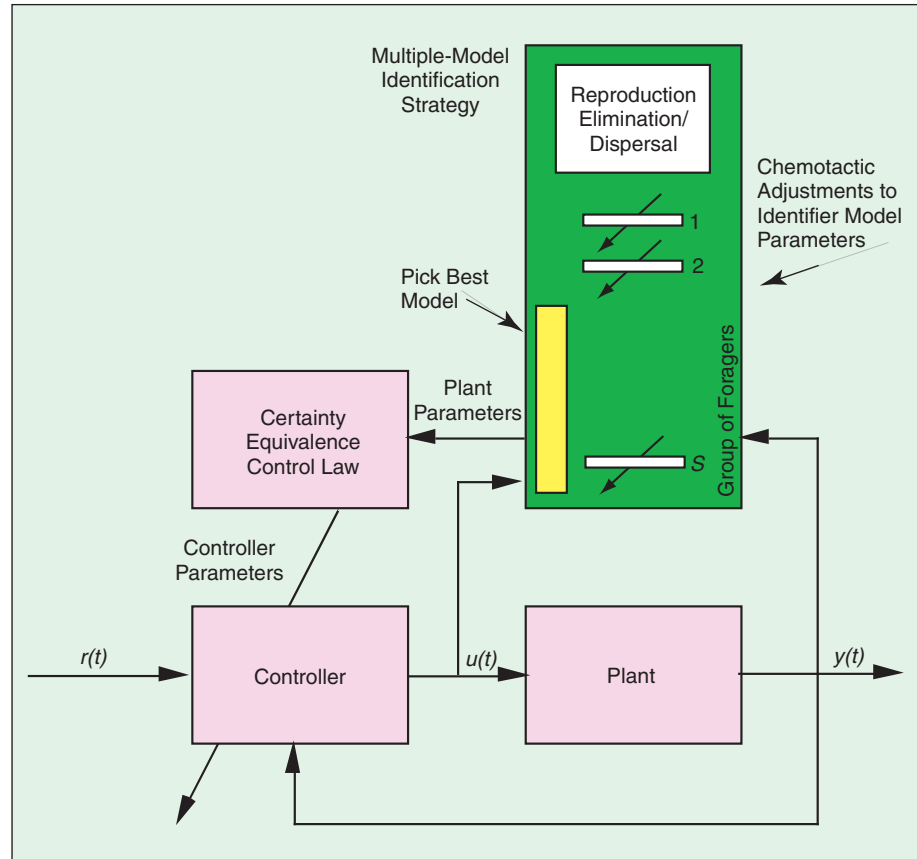 Multiple-Model
Identification
Strategy
Reproduction
Elimination/
Dispersal
Chemotactic
Adjustments to
Identifier Model
Parameters
1
2
Pick Best
Model
Group of Foragers
Plant
Parameters
Certainty
Equivalence
Control Law
S
Controller
Parameters
r(t)
Controller
u(t)
Plant
y(t)